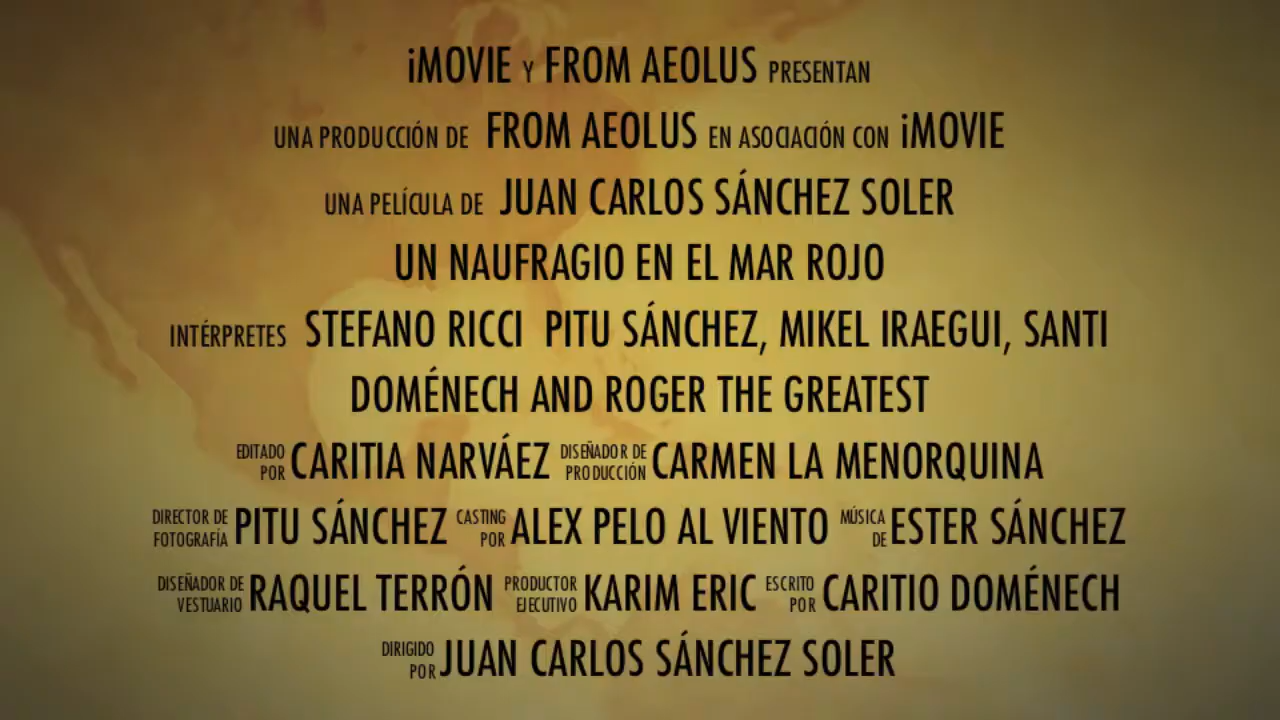 iMOVIE Y FROM AEOLUS PRESENTAN
UNA PRODUCCIÓN DE FROM AEOLUS EN ASOCIACIÓN CON iMOVIE
UNA PELÍCULA DE JUAN CARLOS SÁNCHEZ SOLER
UN NAUFRAGIO EN EL MAR ROJO
INTÉRPRETES STEFANO RICCI PITU SÁNCHEZ, MIKEL IRAEGUI, SANTI
DOMÉNECH AND ROGER THE GREATEST
EDITADO POR CARITIA NARVÁEZ DISEÑADOR DE PRODUCCIÓN CARMEN LA MENORQUINA
DIRECTOR DE FOTOGRAFÍA PITU SÁNCHEZ CASTING POR ALEX PELO AL VIENTO MÚSICA DE ESTER SÁNCHEZ
DISEÑADOR DE VESTUARIO RAQUEL TERRÓN PRODUCTOR EJECUTIVO KARIM ERIC ESCRITO POR CARITIO DOMÉNECH
DIRIGIDO POR JUAN CARLOS SÁNCHEZ SOLER